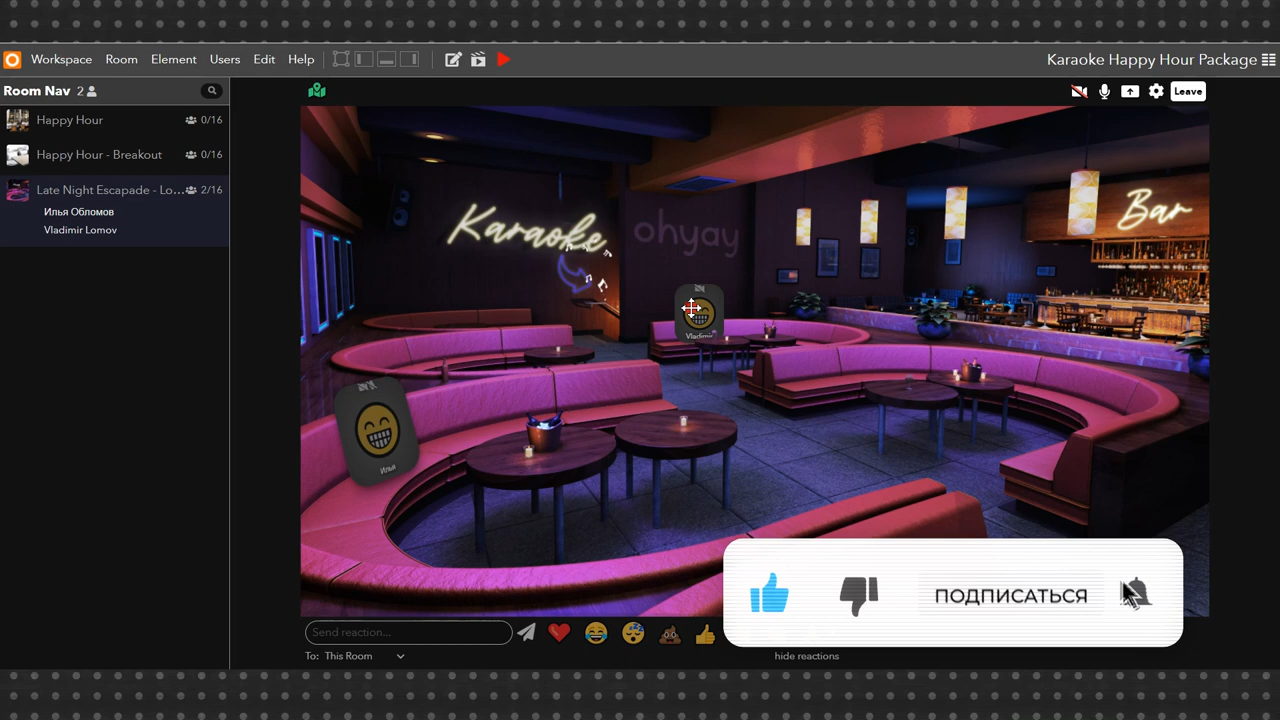 Workspace Room Element Users Edit Help
Karaoke Happy Hour Package
Room Nav 2
Leave
Happy Hour 0/16
Happy Hour - Breakout 0/16
Late Night Escapade - Lo... 2/16
Илья Обломов
Vladimir Lomov
Karaoke
ohyay
Bar
Vladimir
Илья
ПОДПИСАТЬСЯ
Send reaction...
To: This Room
hide reactions